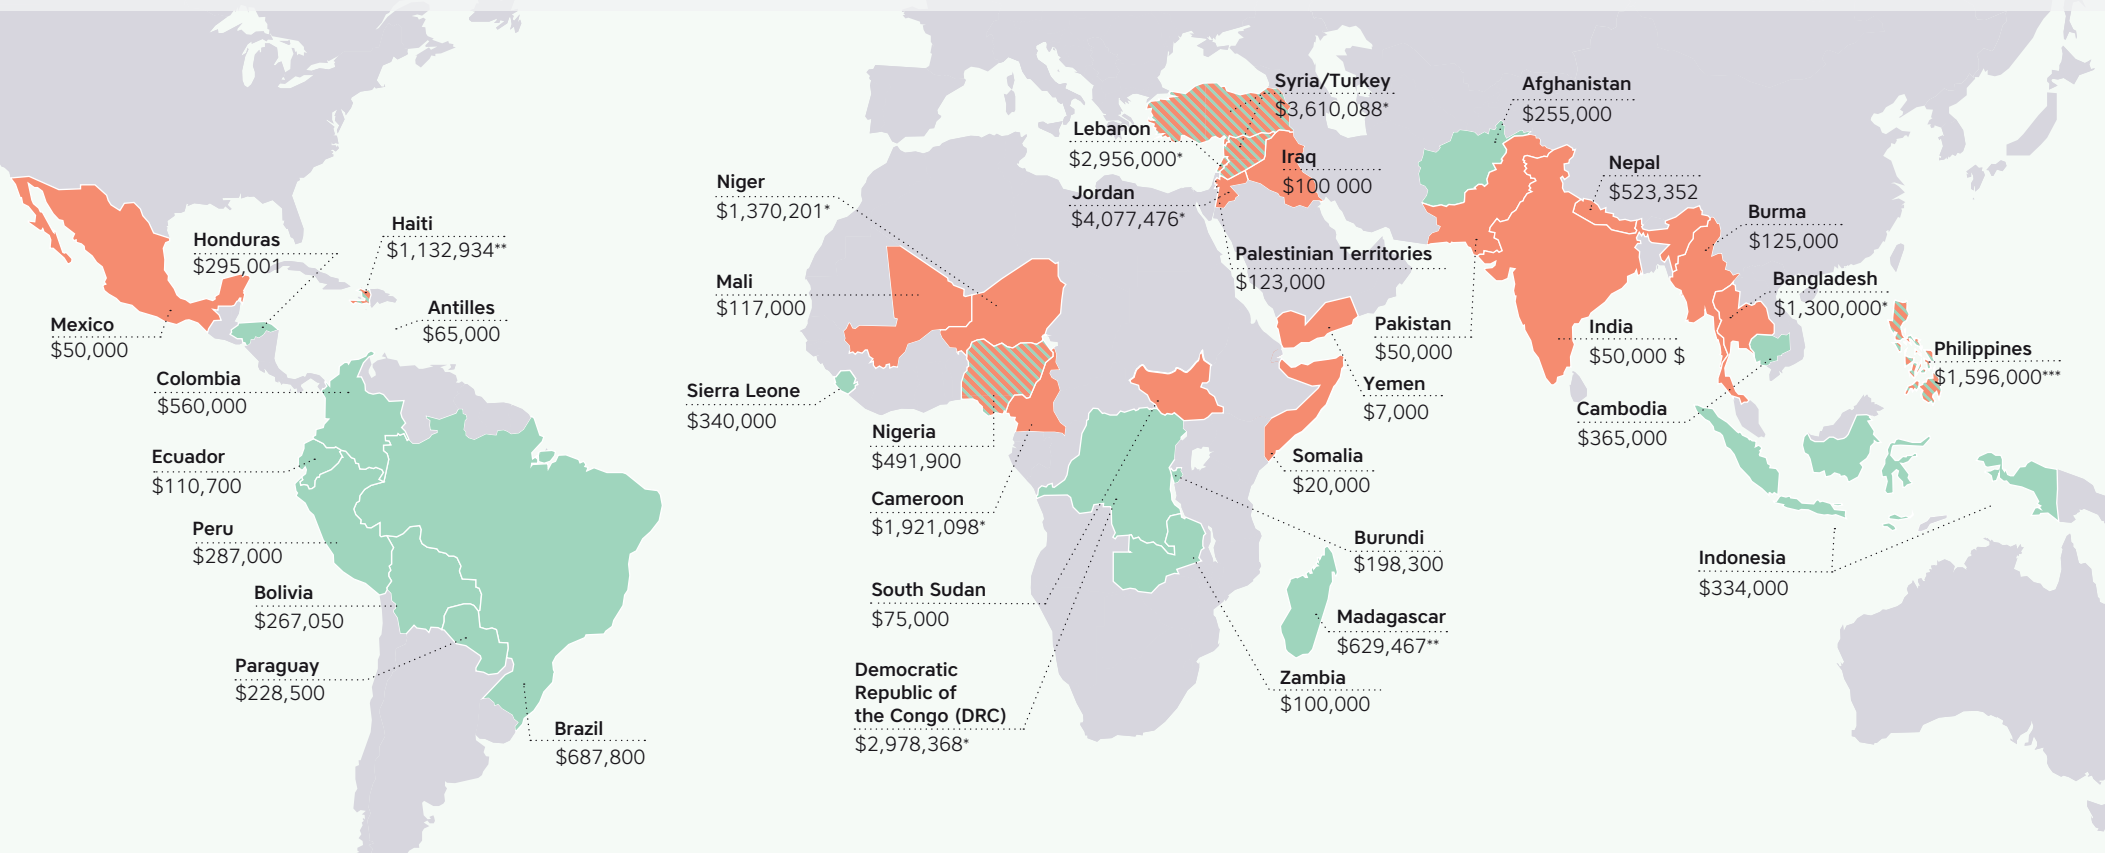 Mexico
$50,000
Honduras
$295,001
Haiti
$1,132,934**
Antilles
$65,000
Colombia
$560,000
Ecuador
$110,700
Peru
$287,000
Bolivia
$267,050
Paraguay
$228,500
Brazil
$687,800
Niger
$1,370,201*
Mali
$117,000
Sierra Leone
$340,000
Nigeria
$491,900
Cameroon
$1,921,098*
South Sudan
$75,000
Democratic
Republic of
the Congo (DRC)
$2,978,368*
Syria/Turkey
$3,610,088*
Lebanon
$2,956,000*
Iraq
$100 000
Jordan
$4,077,476*
Palestinian Territories
$123,000
Pakistan
$50,000
Yemen
$7,000
Somalia
$20,000
Burundi
$198,300
Madagascar
$629,467**
Zambia
$100,000
Afghanistan
$255,000
Nepal
$523,352
Burma
$125,000
Bangladesh
$1,300,000*
India
$50,000 $
Philippines
$1,596,000***
Cambodia
$365,000
Indonesia
$334,000